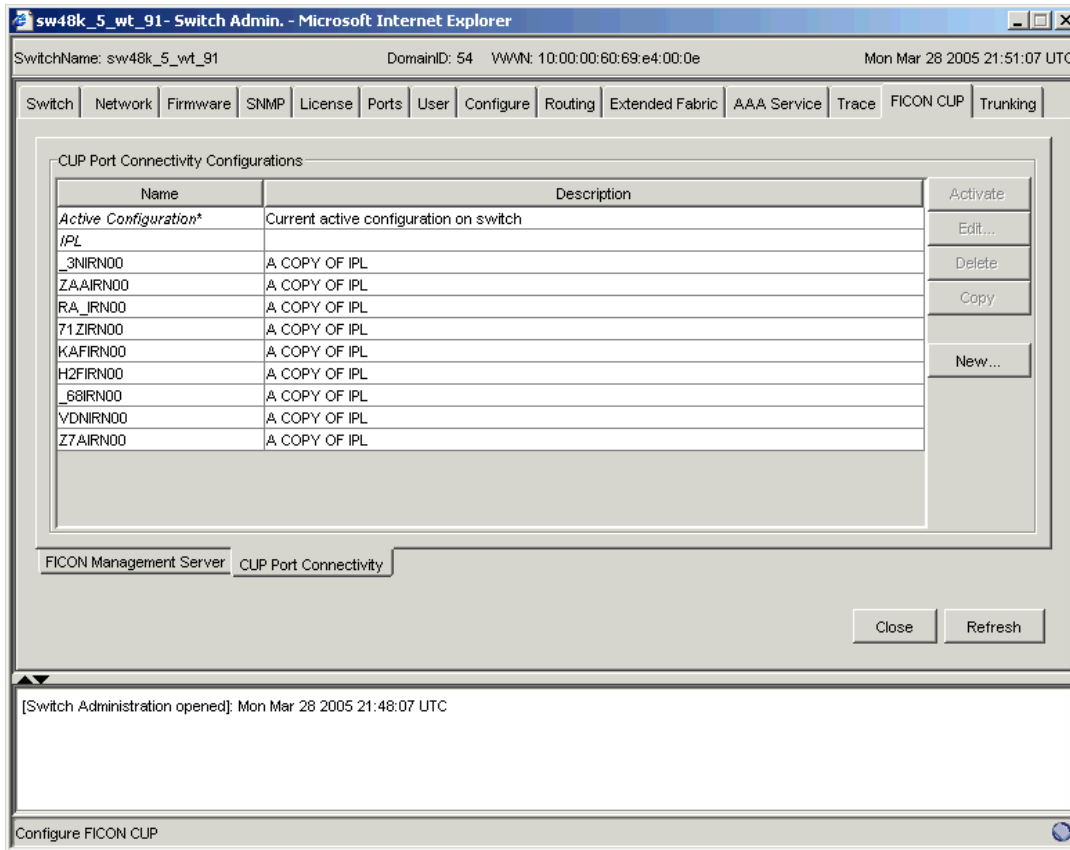 sw48k_5_wt_91- Switch Admin. - Microsoft Internet Explorer
SwitchName: sw48k_5_wt_91 DomainID: 54 WWN: 10:00:00:60:69:e4:00:0e Mon Mar 28 2005 21:51:07 UTC
Switch Network Firmware SNMP License Ports User Configure Routing Extended Fabric AAA Service Trace FICON CUP Trunking
CUP Port Connectivity Configurations
Name Description
Active Configuration* Current active configuration on switch
IPL
_3NIRN00 A COPY OF IPL
ZAAIRN00 A COPY OF IPL
RA_IRN00 A COPY OF IPL
71ZIRN00 A COPY OF IPL
KAFIRN00 A COPY OF IPL
H2FIRN00 A COPY OF IPL
_68IRN00 A COPY OF IPL
VDNIRN00 A COPY OF IPL
Z7AIRN00 A COPY OF IPL
Activate
Edit...
Delete
Copy
New...
FICON Management Server CUP Port Connectivity
Close Refresh
[Switch Administration opened]: Mon Mar 28 2005 21:48:07 UTC
Configure FICON CUP